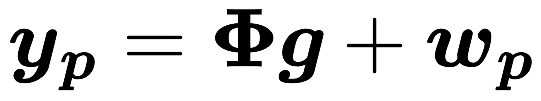 y_p = Φg + w_p